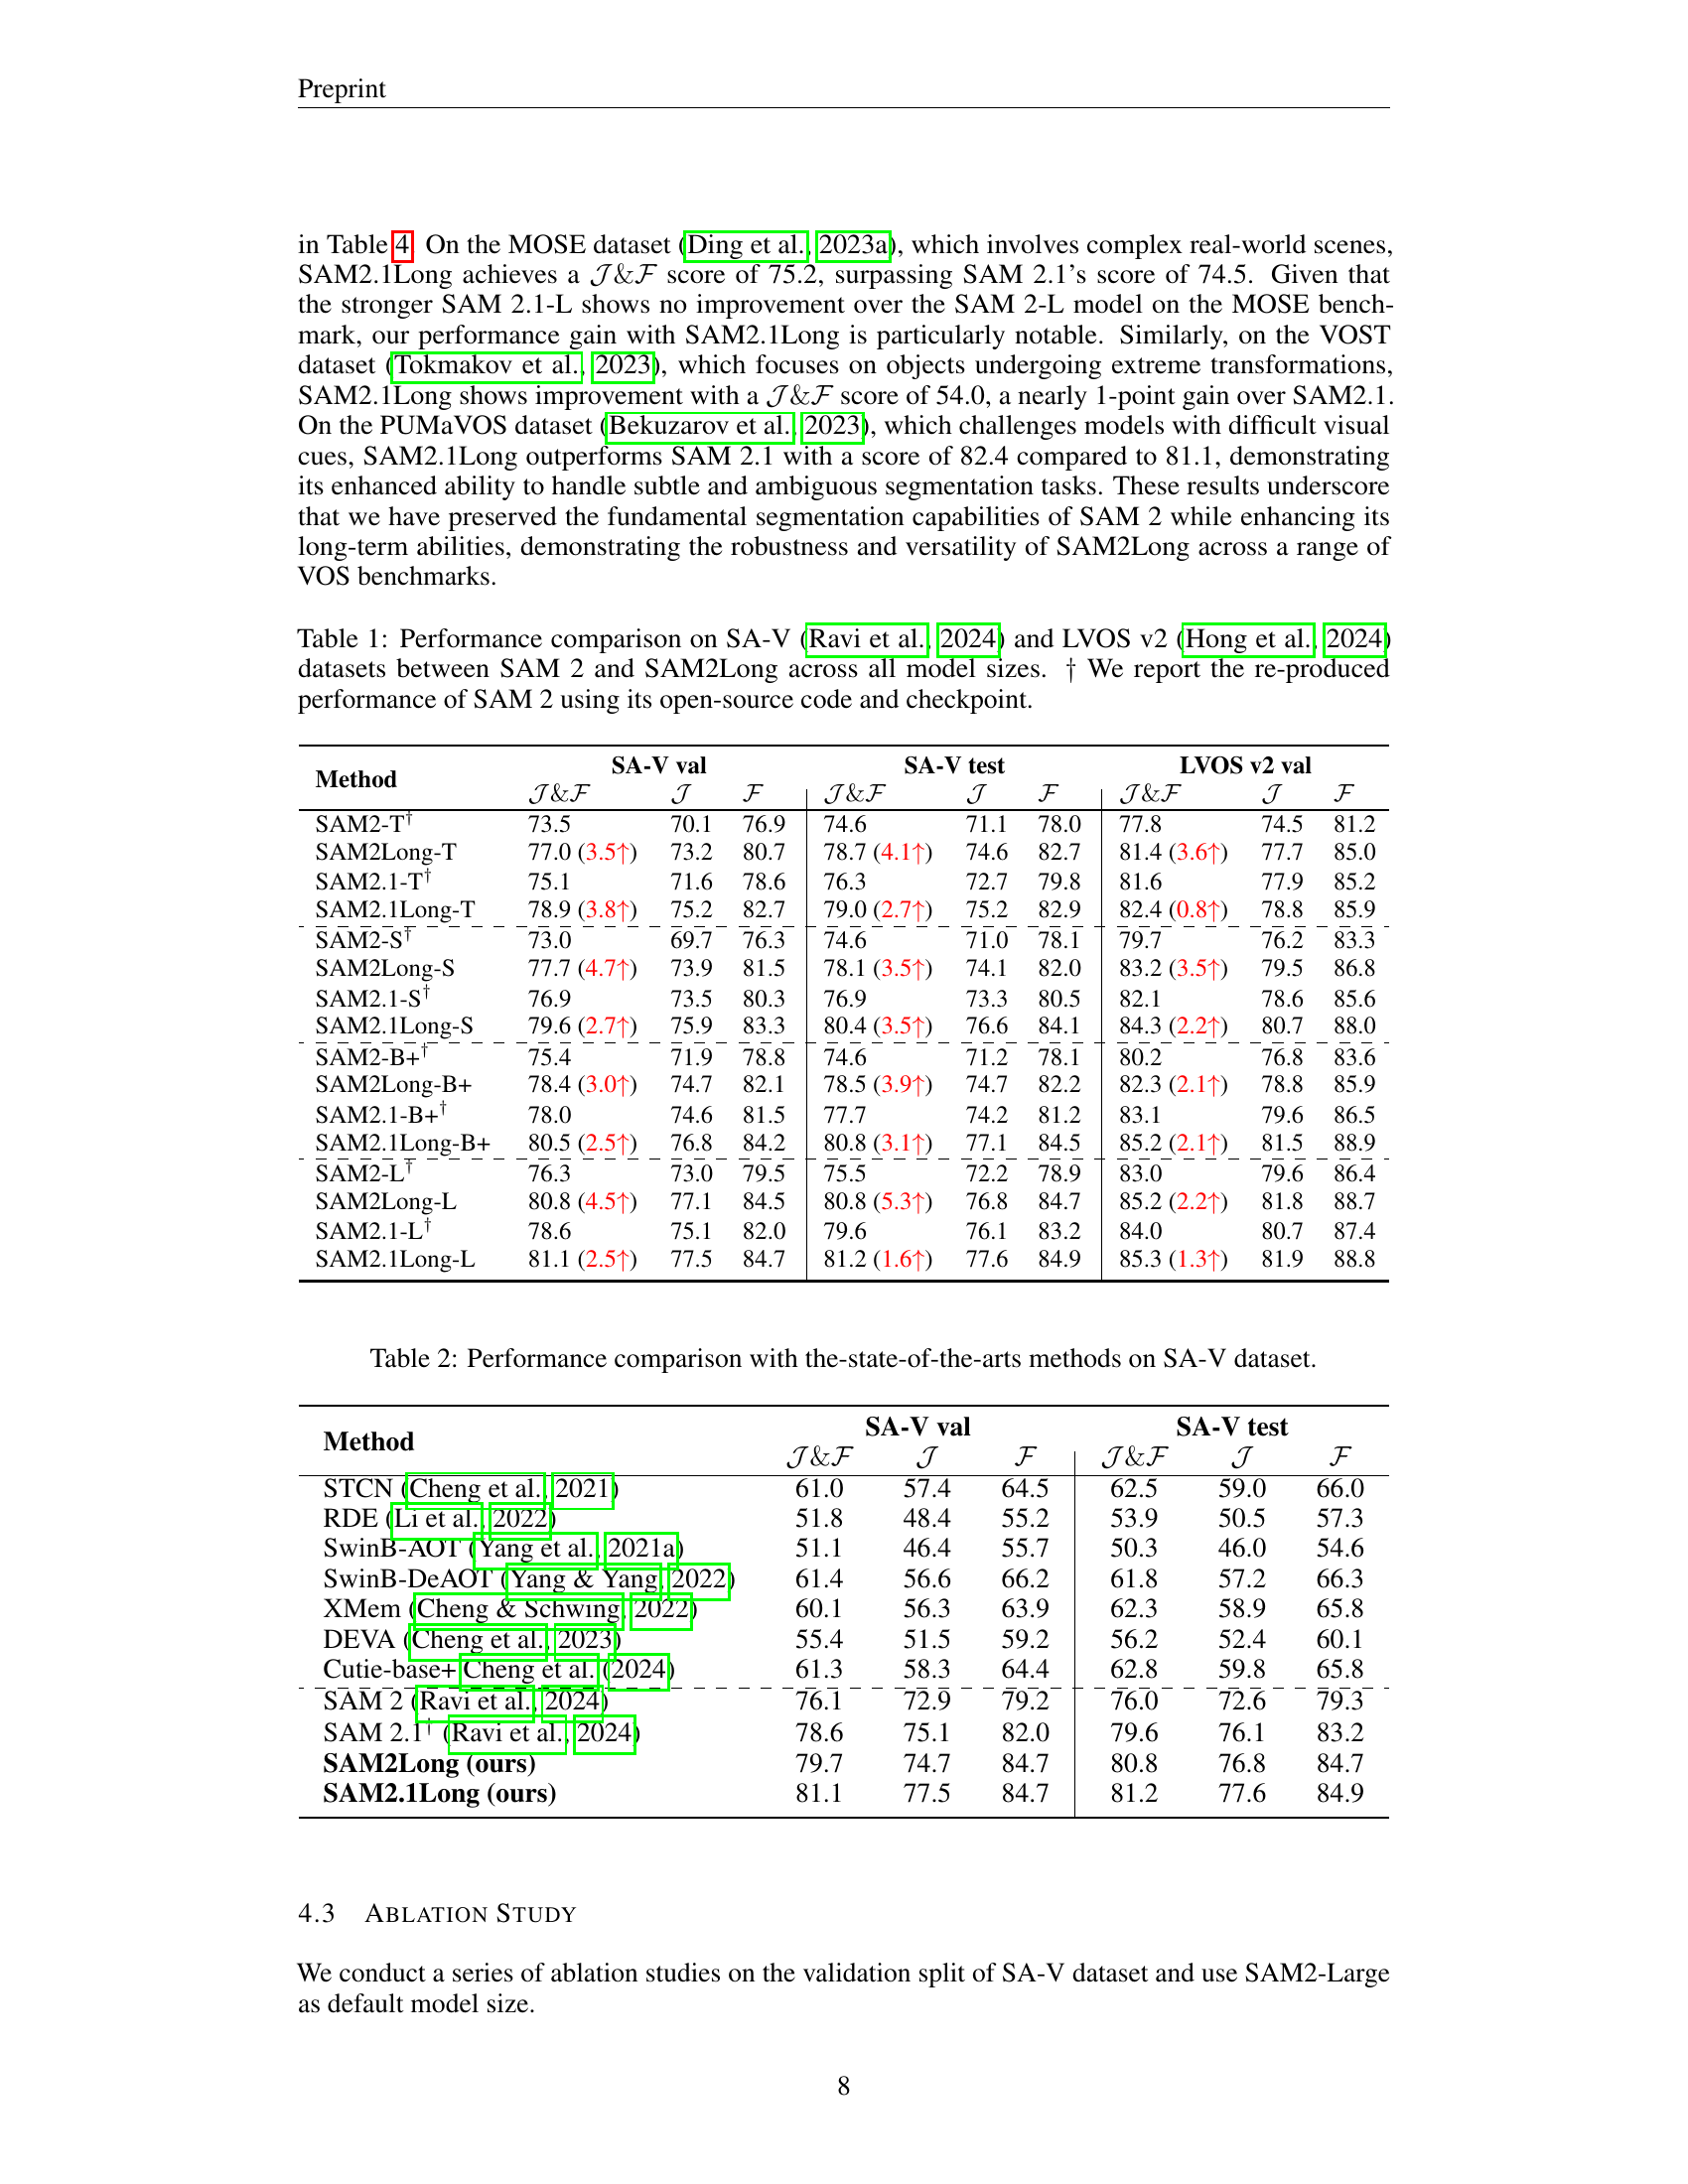 Preprint
in Table 4. On the MOSE dataset (Ding et al., 2023a), which involves complex real-world scenes,
SAM2.1Long achieves a J&F score of 75.2, surpassing SAM 2.1's score of 74.5. Given that
the stronger SAM 2.1-L shows no improvement over the SAM 2-L model on the MOSE bench-
mark, our performance gain with SAM2.1Long is particularly notable. Similarly, on the VOST
dataset (Tokmakov et al., 2023), which focuses on objects undergoing extreme transformations,
SAM2.1Long shows improvement with a J&F score of 54.0, a nearly 1-point gain over SAM2.1.
On the PUMaVOS dataset (Bekuzarov et al., 2023), which challenges models with difficult visual
cues, SAM2.1Long outperforms SAM 2.1 with a score of 82.4 compared to 81.1, demonstrating
its enhanced ability to handle subtle and ambiguous segmentation tasks. These results underscore
that we have preserved the fundamental segmentation capabilities of SAM 2 while enhancing its
long-term abilities, demonstrating the robustness and versatility of SAM2Long across a range of
VOS benchmarks.
Table 1: Performance comparison on SA-V (Ravi et al., 2024) and LVOS v2 (Hong et al., 2024)
datasets between SAM 2 and SAM2Long across all model sizes. † We report the re-produced
performance of SAM 2 using its open-source code and checkpoint.
Method SA-V val SA-V test LVOS v2 val
J&F J F J&F J F J&F J F
SAM2-T† 73.5 70.1 76.9 74.6 71.1 78.0 77.8 74.5 81.2
SAM2Long-T 77.0 (3.5↑) 73.2 80.7 78.7 (4.1↑) 74.6 82.7 81.4 (3.6↑) 77.7 85.0
SAM2.1-T† 75.1 71.6 78.6 76.3 72.7 79.8 81.6 77.9 85.2
SAM2.1Long-T 78.9 (3.8↑) 75.2 82.7 79.0 (2.7↑) 75.2 82.9 82.4 (0.8↑) 78.8 85.9
SAM2-S† 73.0 69.7 76.3 74.6 71.0 78.1 79.7 76.2 83.3
SAM2Long-S 77.7 (4.7↑) 73.9 81.5 78.1 (3.5↑) 74.1 82.0 83.2 (3.5↑) 79.5 86.8
SAM2.1-S† 76.9 73.5 80.3 76.9 73.3 80.5 82.1 78.6 85.6
SAM2.1Long-S 79.6 (2.7↑) 75.9 83.3 80.4 (3.5↑) 76.6 84.1 84.3 (2.2↑) 80.7 88.0
SAM2-B+† 75.4 71.9 78.8 74.6 71.2 78.1 80.2 76.8 83.6
SAM2Long-B+ 78.4 (3.0↑) 74.7 82.1 78.5 (3.9↑) 74.7 82.2 82.3 (2.1↑) 78.8 85.9
SAM2.1-B+† 78.0 74.6 81.5 77.7 74.2 81.2 83.1 79.6 86.5
SAM2.1Long-B+ 80.5 (2.5↑) 76.8 84.2 80.8 (3.1↑) 77.1 84.5 85.2 (2.1↑) 81.5 88.9
SAM2-L† 76.3 73.0 79.5 75.5 72.2 78.9 83.0 79.6 86.4
SAM2Long-L 80.8 (4.5↑) 77.1 84.5 80.8 (5.3↑) 76.8 84.7 85.2 (2.2↑) 81.8 88.7
SAM2.1-L† 78.6 75.1 82.0 79.6 76.1 83.2 84.0 80.7 87.4
SAM2.1Long-L 81.1 (2.5↑) 77.5 84.7 81.2 (1.6↑) 77.6 84.9 85.3 (1.3↑) 81.9 88.8
Table 2: Performance comparison with the-state-of-the-arts methods on SA-V dataset.
Method SA-V val SA-V test
J&F J F J&F J F
STCN (Cheng et al., 2021) 61.0 57.4 64.5 62.5 59.0 66.0
RDE (Li et al., 2022) 51.8 48.4 55.2 53.9 50.5 57.3
SwinB-AOT (Yang et al., 2021a) 51.1 46.4 55.7 50.3 46.0 54.6
SwinB-DeAOT (Yang & Yang, 2022) 61.4 56.6 66.2 61.8 57.2 66.3
XMem (Cheng & Schwing, 2022) 60.1 56.3 63.9 62.3 58.9 65.8
DEVA (Cheng et al., 2023) 55.4 51.5 59.2 56.2 52.4 60.1
Cutie-base+ Cheng et al. (2024) 61.3 58.3 64.4 62.8 59.8 65.8
SAM 2 (Ravi et al., 2024) 76.1 72.9 79.2 76.0 72.6 79.3
SAM 2.1† (Ravi et al., 2024) 78.6 75.1 82.0 79.6 76.1 83.2
SAM2Long (ours) 79.7 74.7 84.7 80.8 76.8 84.7
SAM2.1Long (ours) 81.1 77.5 84.7 81.2 77.6 84.9
4.3 ABLATION STUDY
We conduct a series of ablation studies on the validation split of SA-V dataset and use SAM2-Large
as default model size.
8